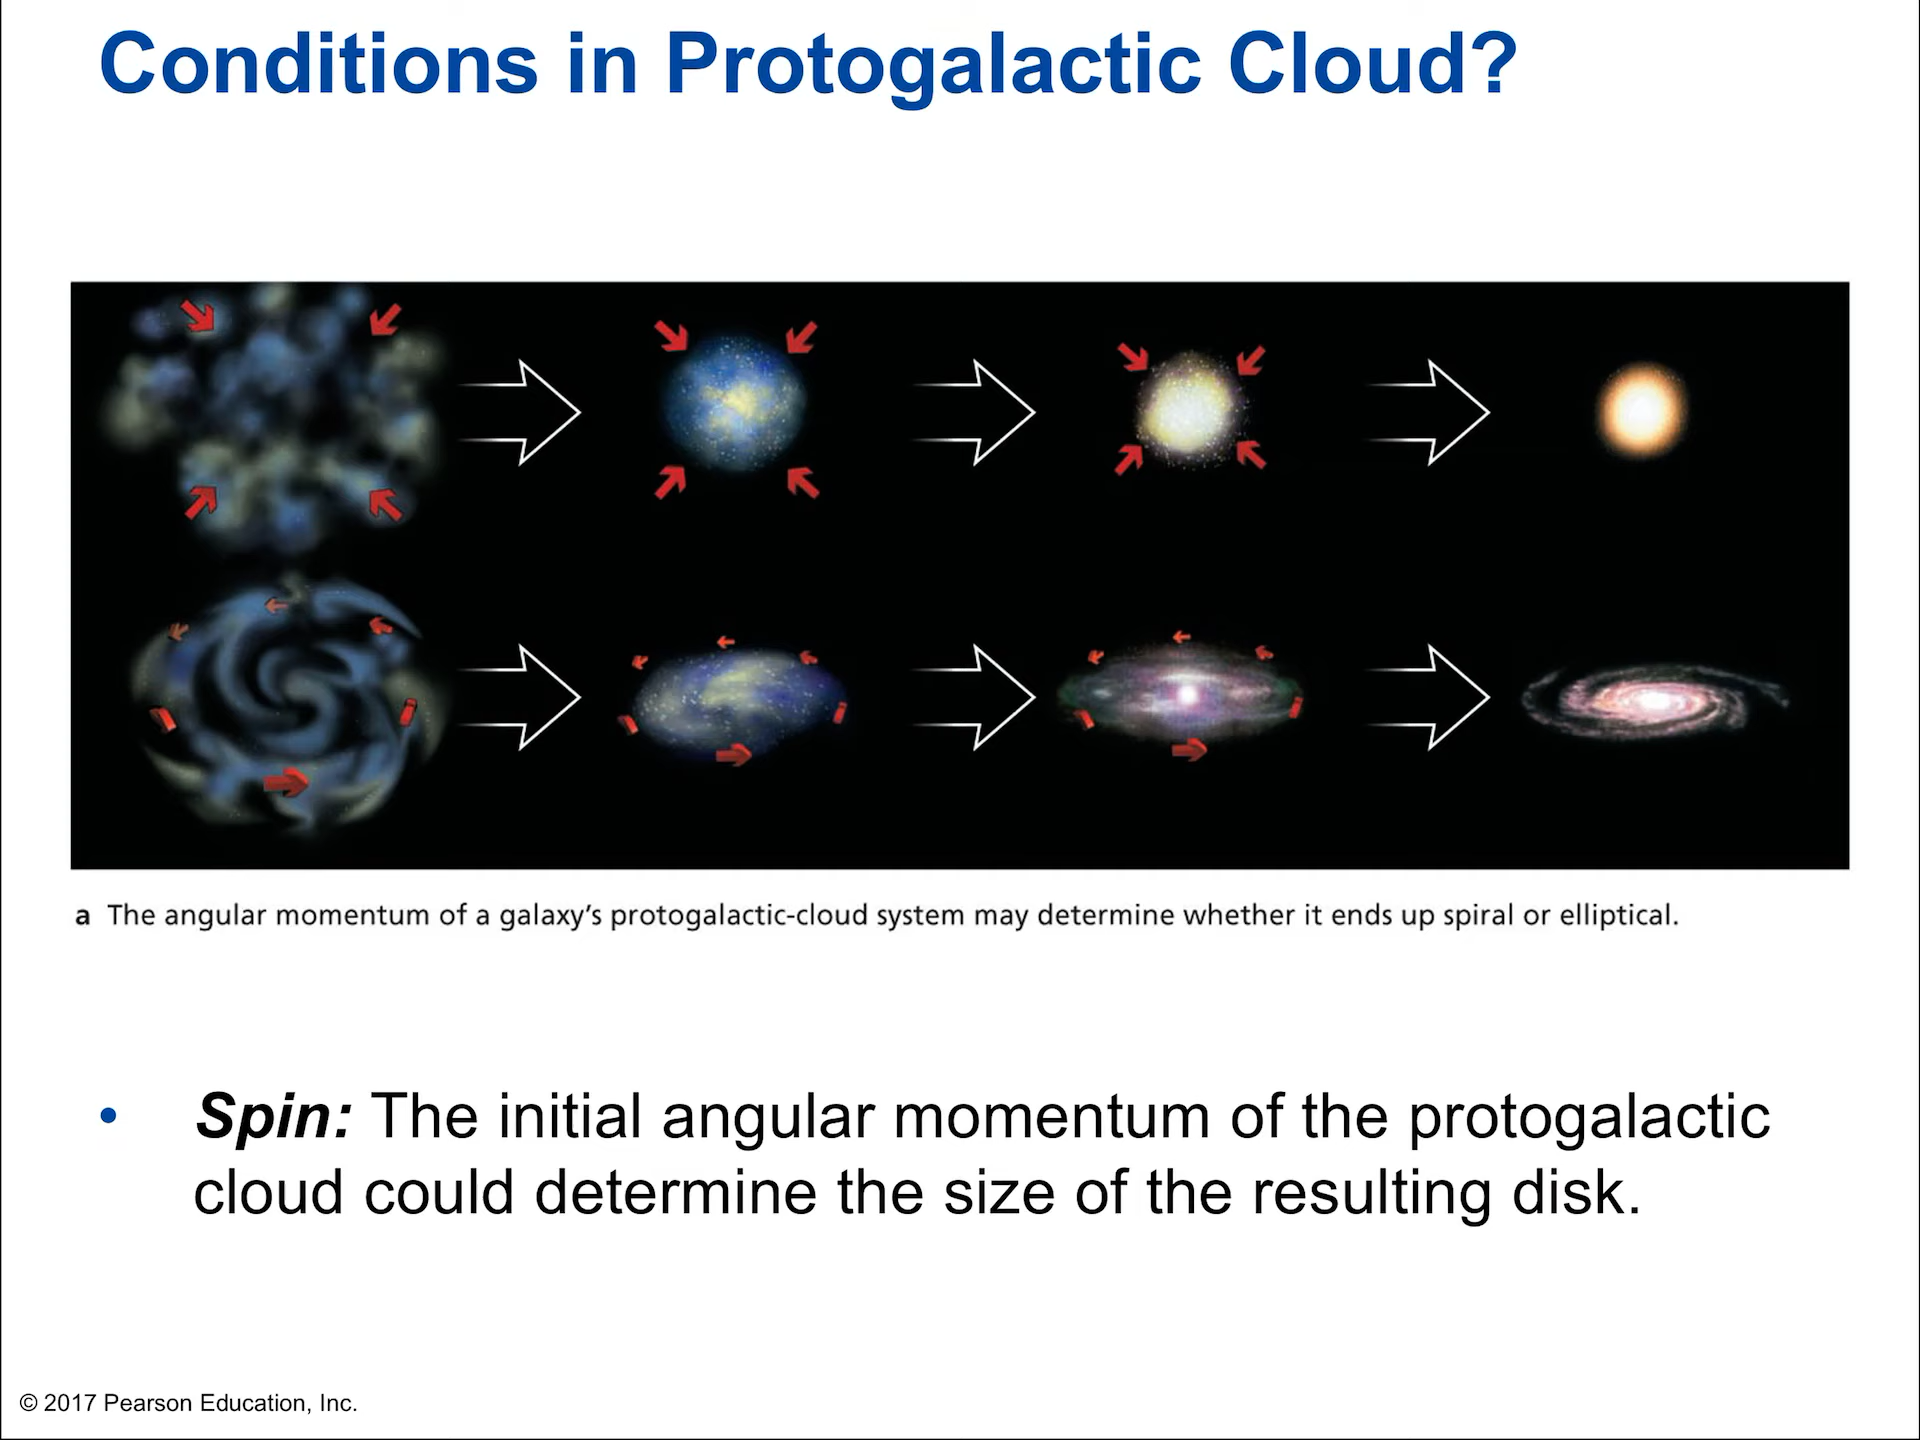 Conditions in Protogalactic Cloud?
a The angular momentum of a galaxy's protogalactic-cloud system may determine whether it ends up spiral or elliptical.
• Spin: The initial angular momentum of the protogalactic
cloud could determine the size of the resulting disk.
© 2017 Pearson Education, Inc.